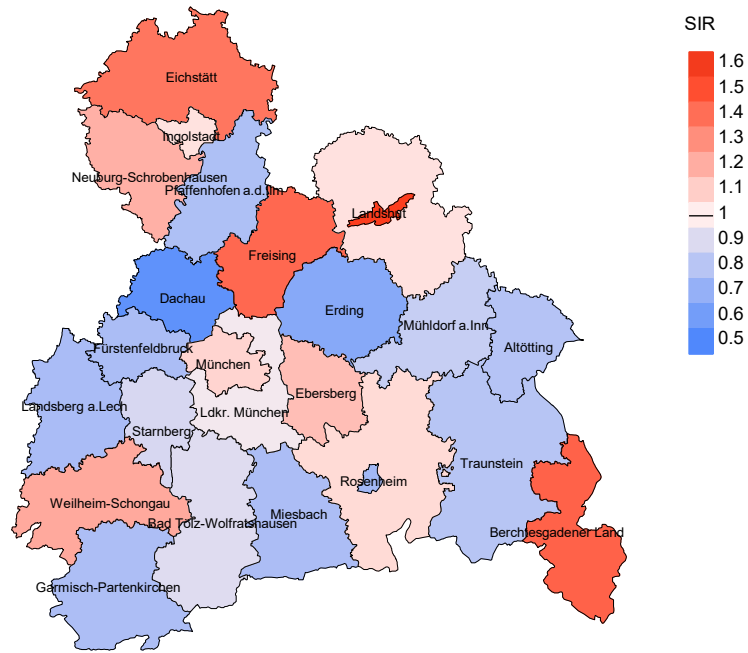 SIR
1.6
1.5
1.4
1.3
1.2
1.1
1
0.9
0.8
0.7
0.6
0.5
Eichstätt
Ingolstadt
Neuburg-Schrobenhausen
Pfaffenhofen a.d.Ilm
Landshut
Freising
Dachau
Erding
Mühldorf a.Inn
Altötting
Fürstenfeldbruck
München
Ebersberg
Landsberg a.Lech
Ldkr. München
Starnberg
Traunstein
Rosenheim
Weilheim-Schongau
Miesbach
Bad Tölz-Wolfratshausen
Berchtesgadener Land
Garmisch-Partenkirchen